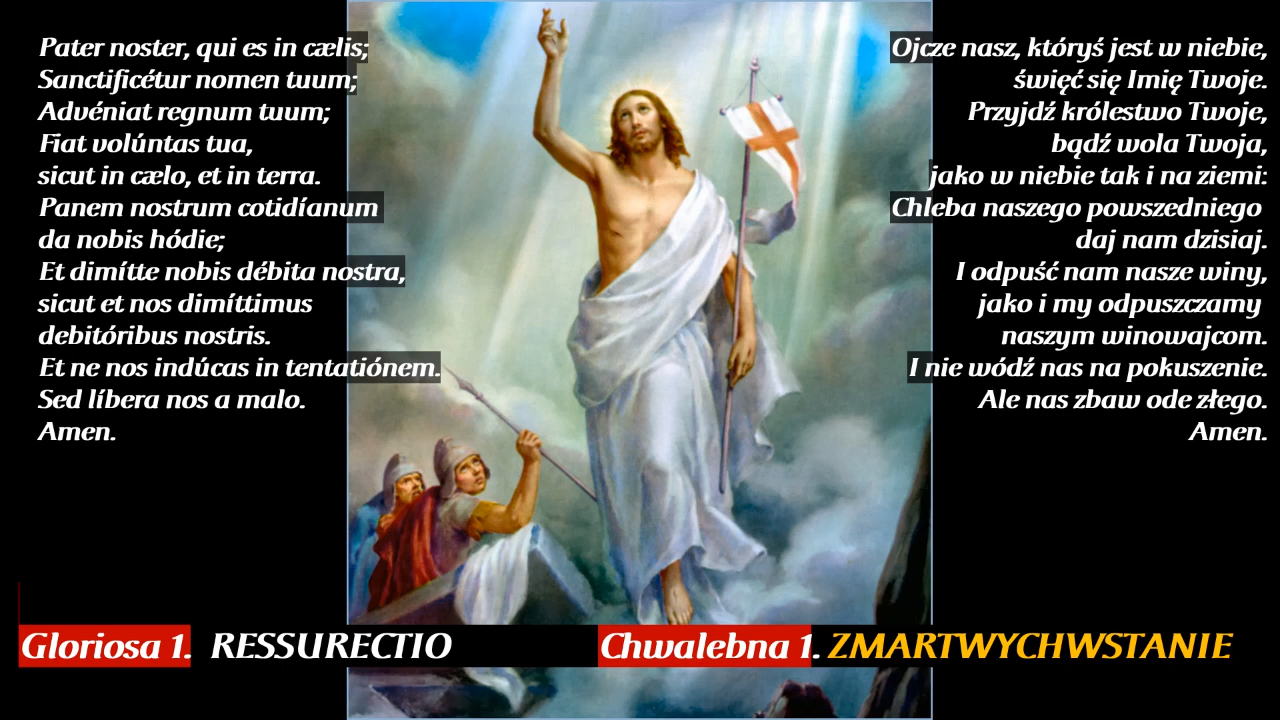 Pater noster, qui es in cælis;
Sanctificétur nomen tuum;
Advéniat regnum tuum;
Fiat volúntas tua,
sicut in cælo, et in terra.
Panem nostrum cotidíanum
da nobis hódie;
Et dimítte nobis débita nostra,
sicut et nos dimíttimus
debitóribus nostris.
Et ne nos indúcas in tentatiónem.
Sed líbera nos a malo.
Amen.
Ojcze nasz, któryś jest w niebie,
święć się Imię Twoje.
Przyjdź królestwo Twoje,
bądź wola Twoja,
jako w niebie tak i na ziemi:
Chleba naszego powszedniego
daj nam dzisiaj.
I odpuść nam nasze winy,
jako i my odpuszczamy
naszym winowajcom.
I nie wódź nas na pokuszenie.
Ale nas zbaw ode złego.
Amen.
Gloriosa 1. RESSURECTIO
Chwalebna 1. ZMARTWYCHWSTANIE